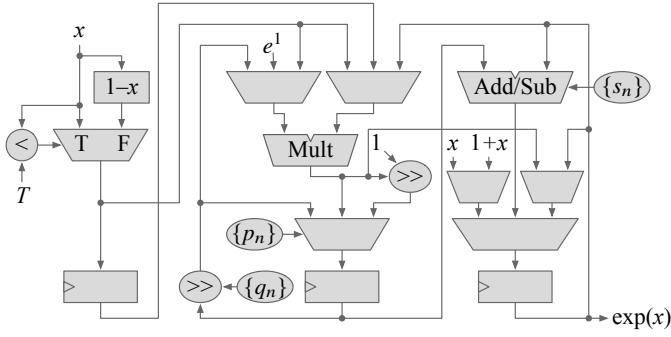 x
e¹
1–x
Add/Sub
{sₙ}
<
T F
Mult
1
x 1+x
>>
T
{pₙ}
>>
{qₙ}
exp(x)